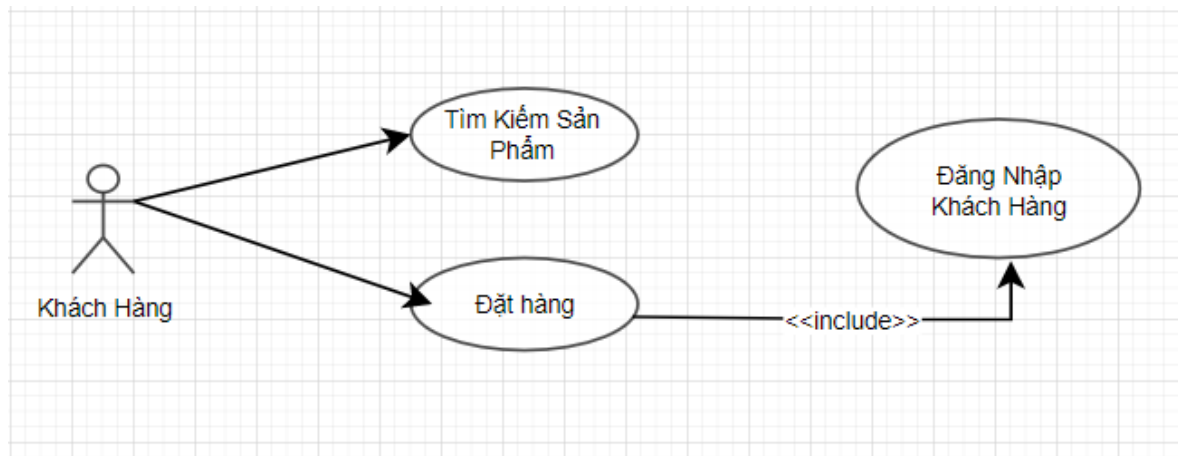 Tìm Kiếm Sản
Phẩm
Đăng Nhập
Khách Hàng
Khách Hàng
Đặt hàng
<<include>>